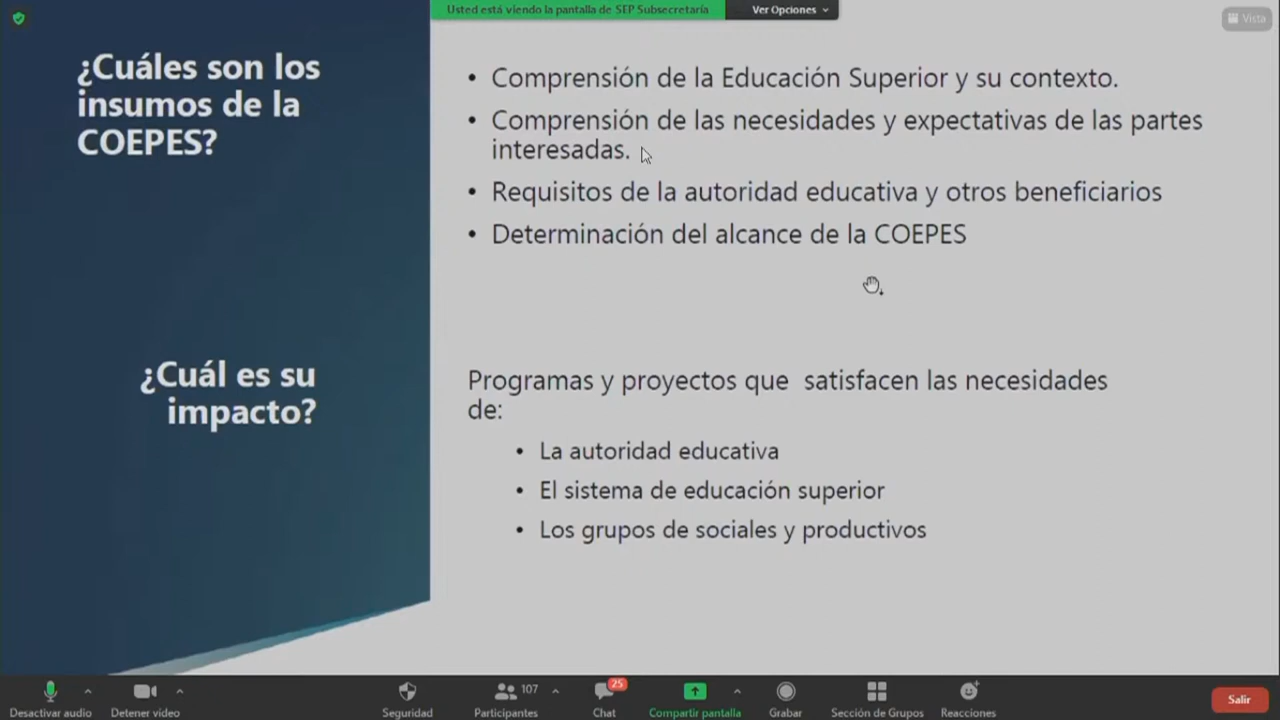 Usted está viendo la pantalla de SEP Subsecretaría
Ver Opciones
Vista
¿Cuáles son los
insumos de la
COEPES?
• Comprensión de la Educación Superior y su contexto.
• Comprensión de las necesidades y expectativas de las partes
interesadas.
• Requisitos de la autoridad educativa y otros beneficiarios
• Determinación del alcance de la COEPES
¿Cuál es su
impacto?
Programas y proyectos que satisfacen las necesidades
de:
• La autoridad educativa
• El sistema de educación superior
• Los grupos de sociales y productivos
Desactivar audio
Detener video
Seguridad
107
Participantes
25
Chat
Compartir pantalla
Grabar
Sección de Grupos
Reacciones
Salir